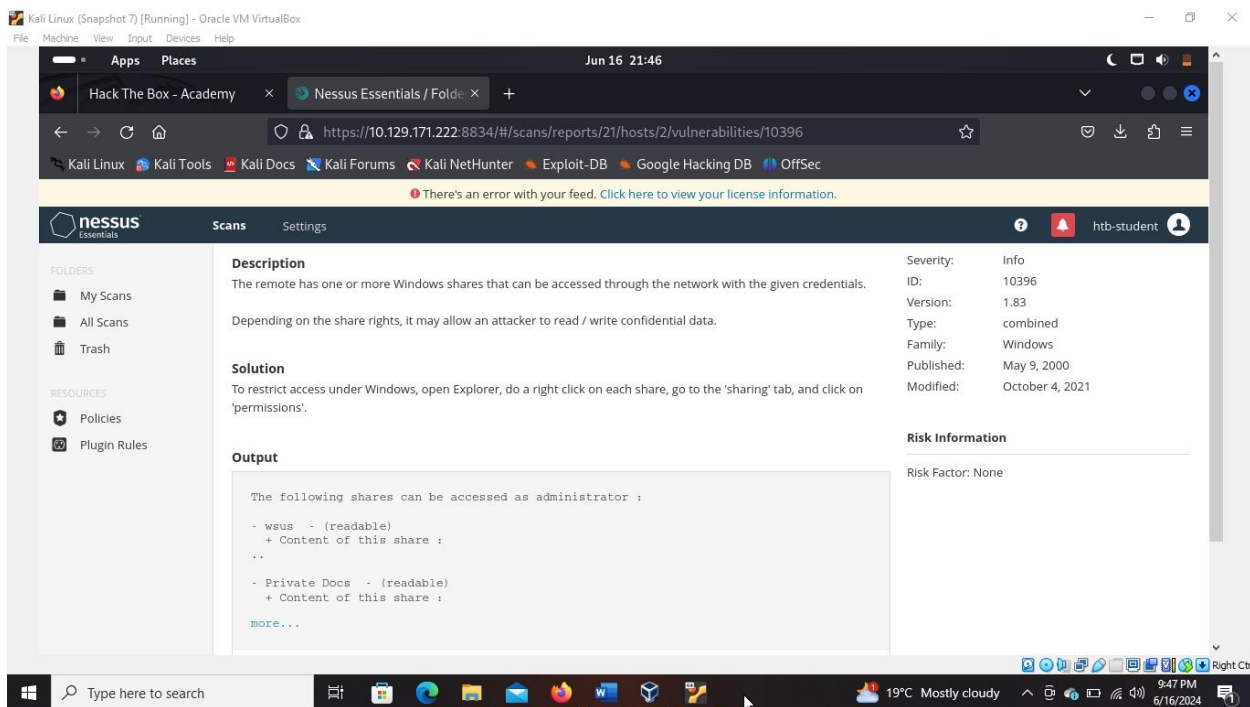 Kali Linux (Snapshot 7) [Running] - Oracle VM VirtualBox
File Machine View Input Devices Help
Apps Places Jun 16 21:46
Hack The Box - Academy × Nessus Essentials / Folde × +
https://10.129.171.222:8834/#/scans/reports/21/hosts/2/vulnerabilities/10396
Kali Linux Kali Tools Kali Docs Kali Forums Kali NetHunter Exploit-DB Google Hacking DB OffSec
There's an error with your feed. Click here to view your license information.
nessus Essentials Scans Settings htb-student
FOLDERS
My Scans
All Scans
Trash
RESOURCES
Policies
Plugin Rules
Description
The remote has one or more Windows shares that can be accessed through the network with the given credentials.
Depending on the share rights, it may allow an attacker to read / write confidential data.
Solution
To restrict access under Windows, open Explorer, do a right click on each share, go to the 'sharing' tab, and click on
'permissions'.
Output
The following shares can be accessed as administrator :
- wsus - (readable)
+ Content of this share :
..
- Private Docs - (readable)
+ Content of this share :
more...
Severity: Info
ID: 10396
Version: 1.83
Type: combined
Family: Windows
Published: May 9, 2000
Modified: October 4, 2021
Risk Information
Risk Factor: None
Right Ctr
Type here to search
19°C Mostly cloudy
9:47 PM
6/16/2024